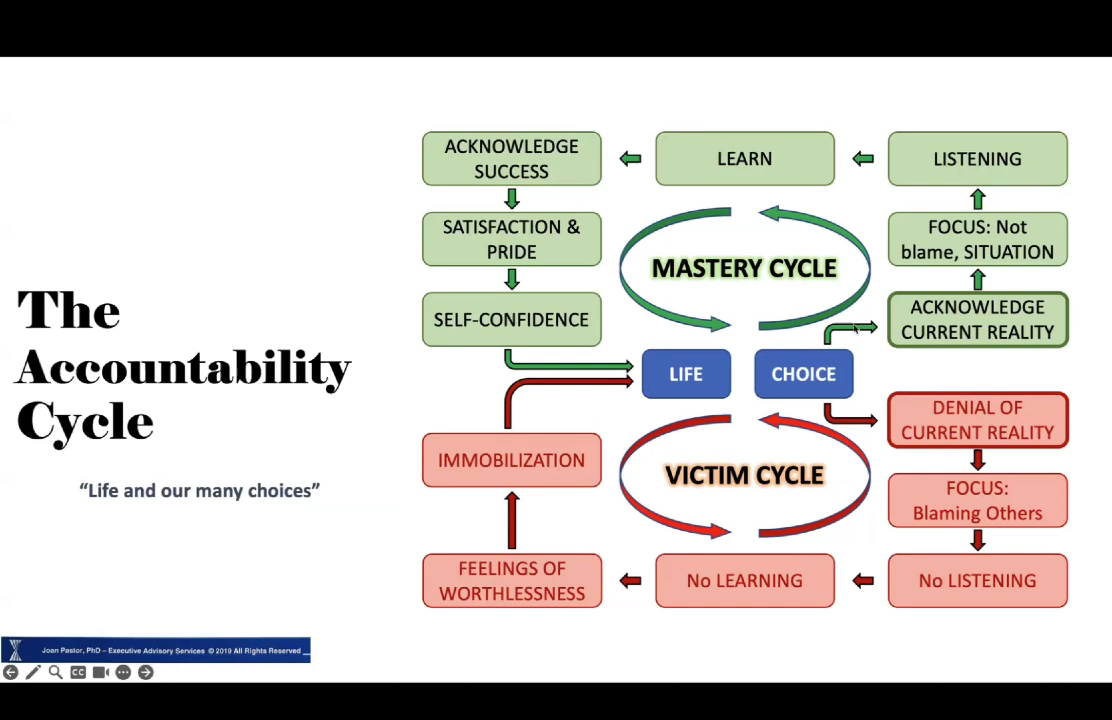 The
Accountability
Cycle
“Life and our many choices”
ACKNOWLEDGE
SUCCESS
LEARN
LISTENING
SATISFACTION &
PRIDE
FOCUS: Not
blame, SITUATION
MASTERY CYCLE
SELF-CONFIDENCE
ACKNOWLEDGE
CURRENT REALITY
LIFE
CHOICE
DENIAL OF
CURRENT REALITY
IMMOBILIZATION
VICTIM CYCLE
FOCUS:
Blaming Others
FEELINGS OF
WORTHLESSNESS
No LEARNING
No LISTENING
Joan Pastor, PhD – Executive Advisory Services © 2019 All Rights Reserved __
CC